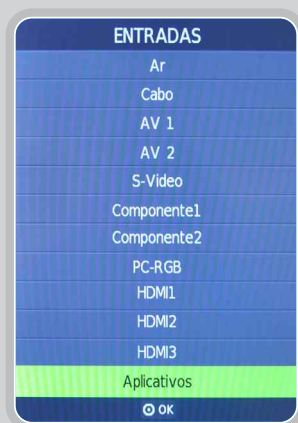 ENTRADAS
Ar
Cabo
AV 1
AV 2
S-Video
Componente1
Componente2
PC-RGB
HDMI1
HDMI2
HDMI3
Aplicativos
OK